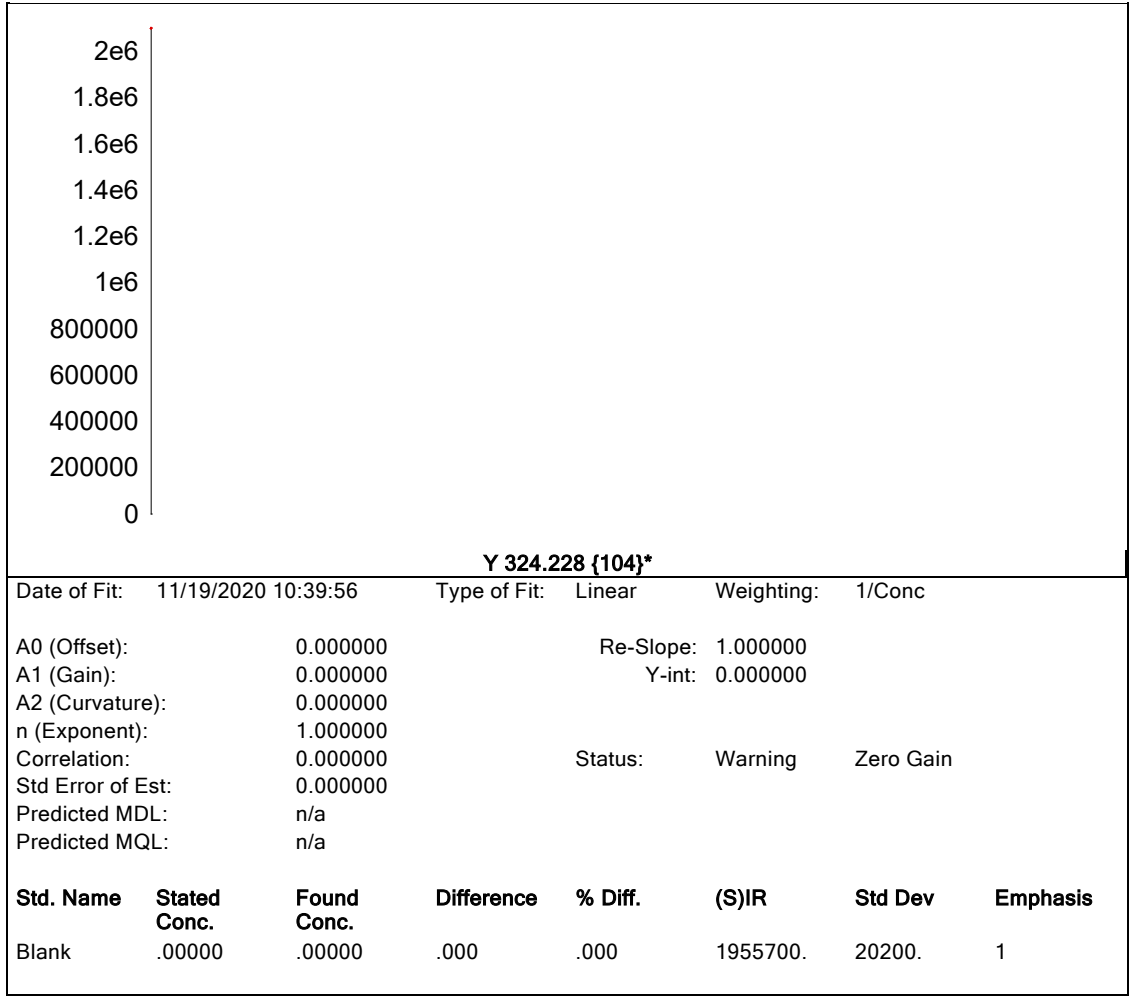 2e6
1.8e6
1.6e6
1.4e6
1.2e6
1e6
800000
600000
400000
200000
0
Y 324.228 {104}*
Date of Fit: 11/19/2020 10:39:56 Type of Fit: Linear Weighting: 1/Conc
A0 (Offset): 0.000000 Re-Slope: 1.000000
A1 (Gain): 0.000000 Y-int: 0.000000
A2 (Curvature): 0.000000
n (Exponent): 1.000000
Correlation: 0.000000 Status: Warning Zero Gain
Std Error of Est: 0.000000
Predicted MDL: n/a
Predicted MQL: n/a
Std. Name Stated Found Difference % Diff. (S)IR Std Dev Emphasis
Conc. Conc.
Blank .00000 .00000 .000 .000 1955700. 20200. 1